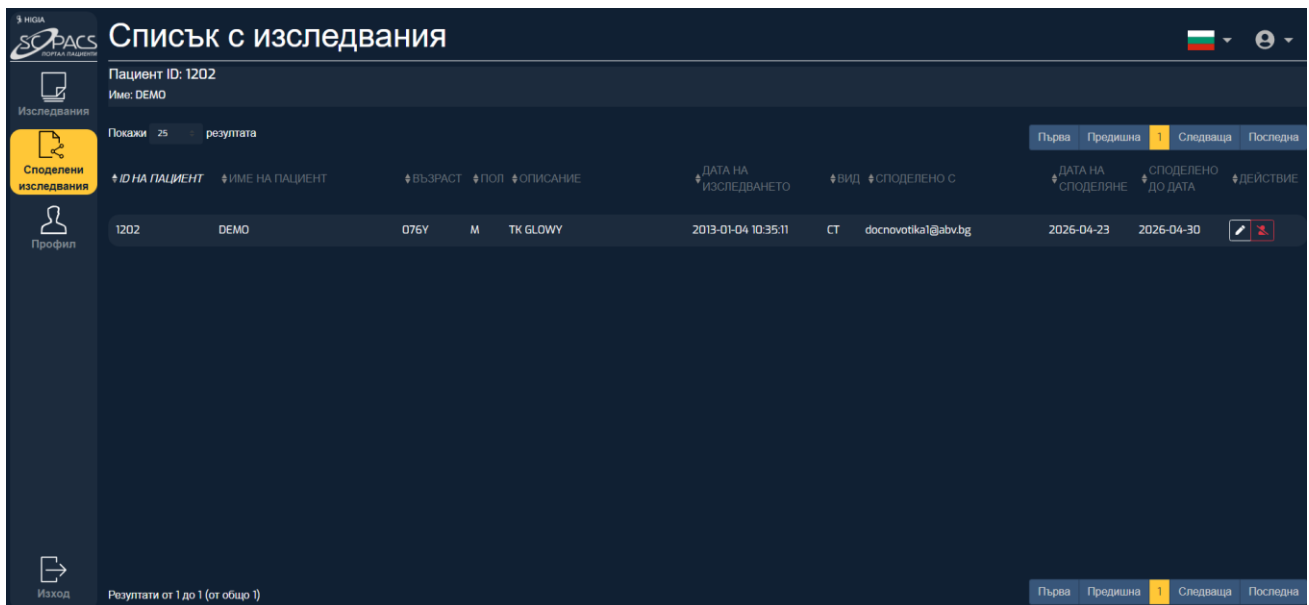 HIGIA
SCOPACS
ПОРТАЛ ПАЦИЕНТИ
Списък с изследвания
Изследвания
Споделени
изследвания
Профил
Изход
Пациент ID: 1202
Име: DEMO
Покажи 25 резултата
Първа Предишна 1 Следваща Последна
ID НА ПАЦИЕНТ ИМЕ НА ПАЦИЕНТ ВЪЗРАСТ ПОЛ ОПИСАНИЕ ДАТА НА ИЗСЛЕДВАНЕТО ВИД СПОДЕЛЕНО С ДАТА НА СПОДЕЛЯНЕ СПОДЕЛЕНО ДО ДАТА ДЕЙСТВИЕ
1202 DEMO 076Y M TK GLOWY 2013-01-04 10:35:11 CT docnovotika1@abv.bg 2026-04-23 2026-04-30
Резултати от 1 до 1 (от общо 1)
Първа Предишна 1 Следваща Последна